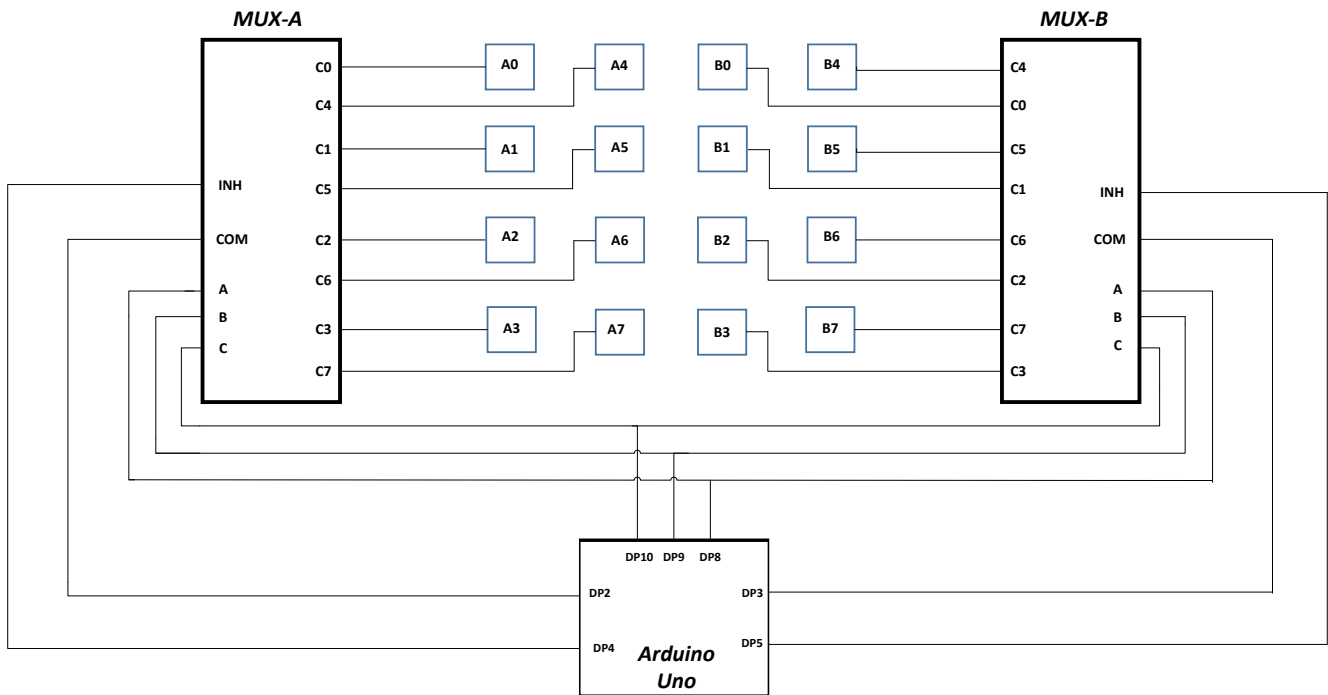 MUX-A MUX-B
C0 A0 A4 B0 B4 C4
C4 C0
C1 A1 A5 B1 B5 C5
INH C5 C1 INH
COM C2 A2 A6 B2 B6 C6 COM
C6 C2
A A
B B
C3 A3 A7 B3 B7 C7
C C
C7 C3
DP10 DP9 DP8
DP2 DP3
DP4 DP5
Arduino
Uno